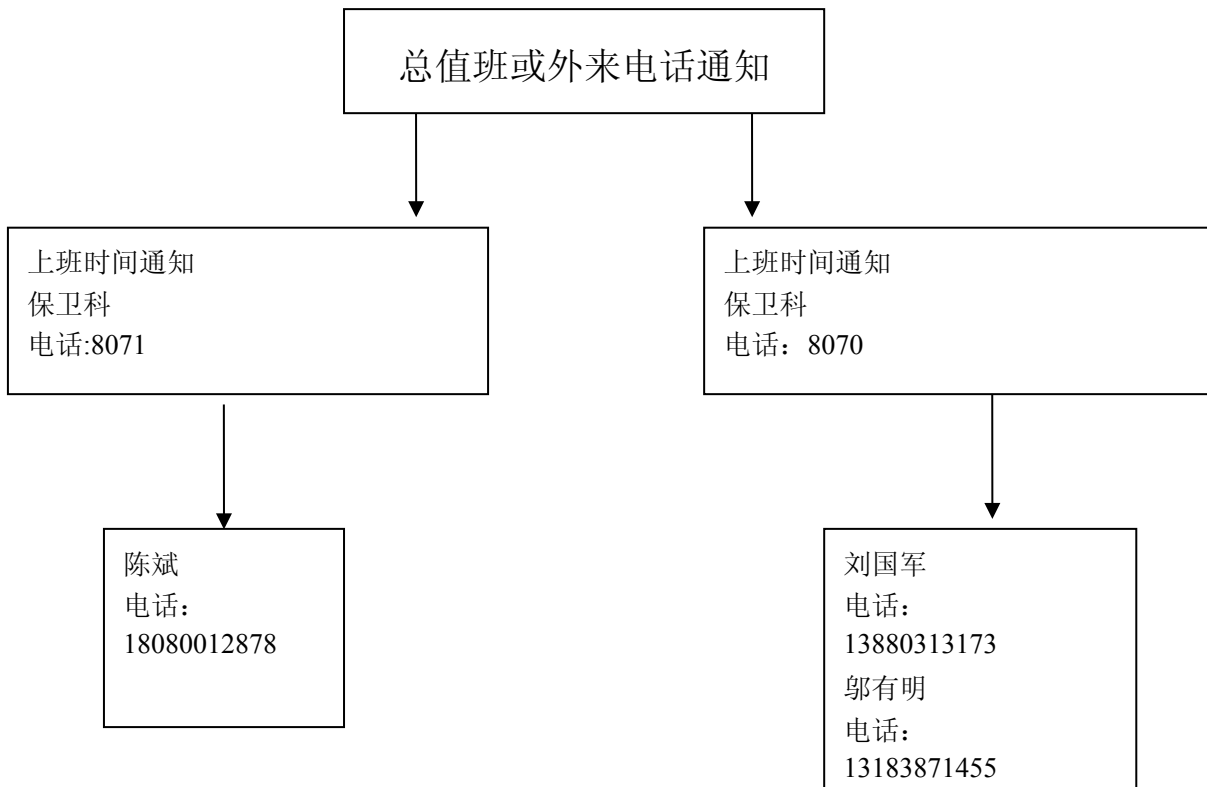 总值班或外来电话通知
上班时间通知
保卫科
电话:8071
上班时间通知
保卫科
电话：8070
陈斌
电话：
18080012878
刘国军
电话：
13880313173
邬有明
电话：
13183871455